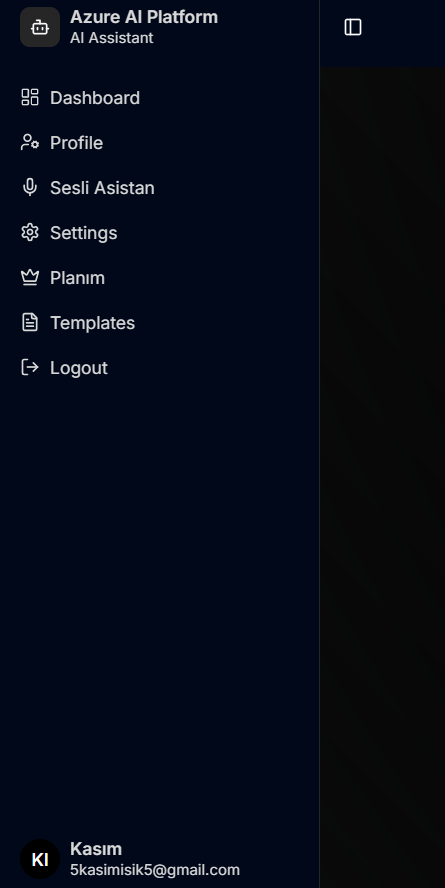 Azure AI Platform
AI Assistant
Dashboard
Profile
Sesli Asistan
Settings
Planım
Templates
Logout
KI
Kasım
5kasimisik5@gmail.com